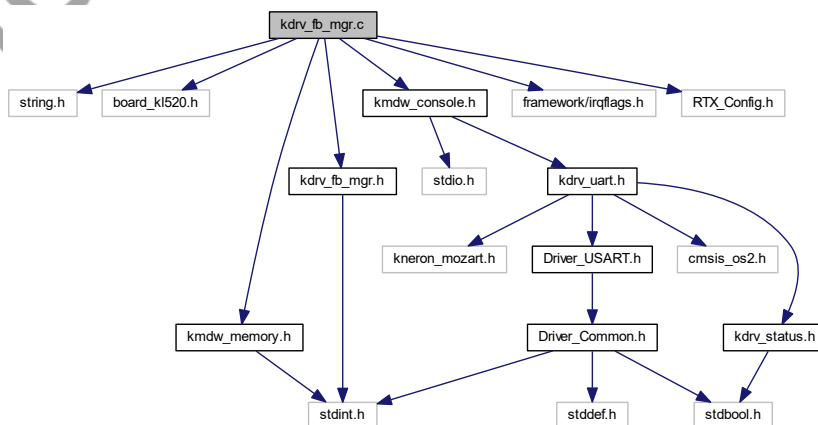 kdrv_fb_mgr.c
string.h
board_kl520.h
kmdw_console.h
framework/irqflags.h
RTX_Config.h
kdrv_fb_mgr.h
stdio.h
kdrv_uart.h
kneron_mozart.h
Driver_USART.h
cmsis_os2.h
kmdw_memory.h
Driver_Common.h
kdrv_status.h
stdint.h
stddef.h
stdbool.h